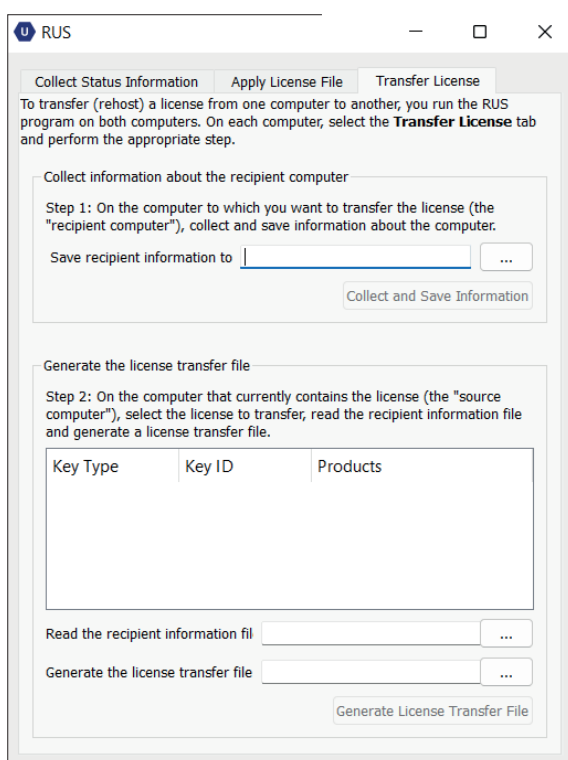 U RUS
Collect Status Information Apply License File Transfer License
To transfer (rehost) a license from one computer to another, you run the RUS
program on both computers. On each computer, select the Transfer License tab
and perform the appropriate step.
Collect information about the recipient computer
Step 1: On the computer to which you want to transfer the license (the
"recipient computer"), collect and save information about the computer.
Save recipient information to ...
Collect and Save Information
Generate the license transfer file
Step 2: On the computer that currently contains the license (the "source
computer"), select the license to transfer, read the recipient information file
and generate a license transfer file.
Key Type Key ID Products
Read the recipient information fil ...
Generate the license transfer file ...
Generate License Transfer File